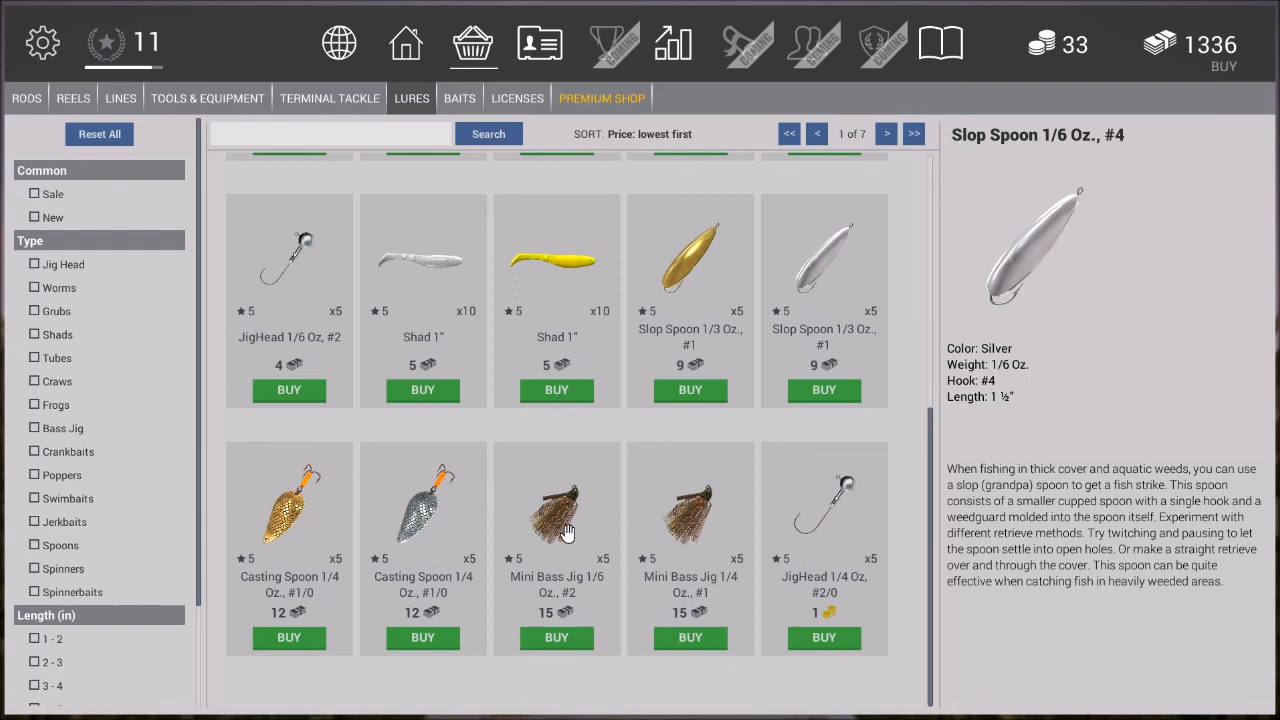 11
COMING
COMING
COMING
COMING
33
1336
BUY
RODS
REELS
LINES
TOOLS & EQUIPMENT
TERMINAL TACKLE
LURES
BAITS
LICENSES
PREMIUM SHOP
Reset All
Search
SORT: Price: lowest first
<<
<
1 of 7
>
>>
Common
Sale
New
Type
Jig Head
Worms
Grubs
Shads
Tubes
Craws
Frogs
Bass Jig
Crankbaits
Poppers
Swimbaits
Jerkbaits
Spoons
Spinners
Spinnerbaits
Length (in)
1 - 2
2 - 3
3 - 4
5 x5
JigHead 1/6 Oz, #2
4
BUY
5 x10
Shad 1"
5
BUY
5 x10
Shad 1"
5
BUY
5 x5
Slop Spoon 1/3 Oz.,
#1
9
BUY
5 x5
Slop Spoon 1/3 Oz.,
#1
9
BUY
5 x5
Casting Spoon 1/4
Oz., #1/0
12
BUY
5 x5
Casting Spoon 1/4
Oz., #1/0
12
BUY
5 x5
Mini Bass Jig 1/6
Oz., #2
15
BUY
5 x5
Mini Bass Jig 1/4
Oz., #1
15
BUY
5 x5
JigHead 1/4 Oz,
#2/0
1
BUY
Slop Spoon 1/6 Oz., #4
Color: Silver
Weight: 1/6 Oz.
Hook: #4
Length: 1 ½"
When fishing in thick cover and aquatic weeds, you can use
a slop (grandpa) spoon to get a fish strike. This spoon
consists of a smaller cupped spoon with a single hook and a
weedguard molded into the spoon itself. Experiment with
different retrieve methods. Try twitching and pausing to let
the spoon settle into open holes. Or make a straight retrieve
over and through the cover. This spoon can be quite
effective when catching fish in heavily weeded areas.